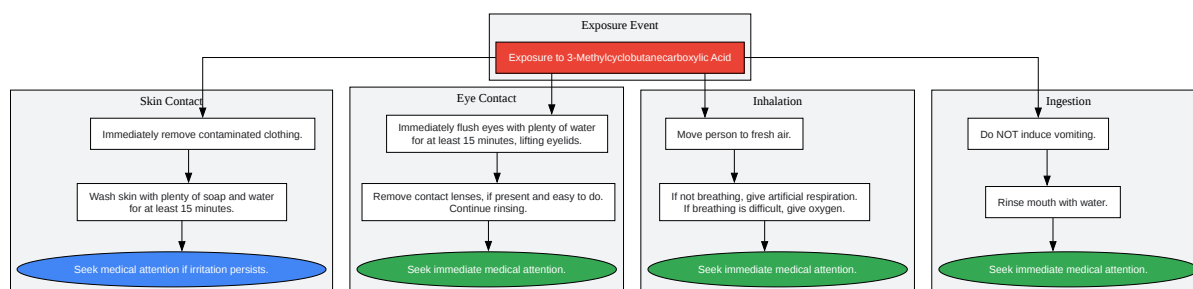 Exposure Event
Exposure to 3-Methylcyclobutanecarboxylic Acid
Skin Contact
Immediately remove contaminated clothing.
Wash skin with plenty of soap and water
for at least 15 minutes.
Seek medical attention if irritation persists.
Eye Contact
Immediately flush eyes with plenty of water
for at least 15 minutes, lifting eyelids.
Remove contact lenses, if present and easy to do.
Continue rinsing.
Seek immediate medical attention.
Inhalation
Move person to fresh air.
If not breathing, give artificial respiration.
If breathing is difficult, give oxygen.
Seek immediate medical attention.
Ingestion
Do NOT induce vomiting.
Rinse mouth with water.
Seek immediate medical attention.